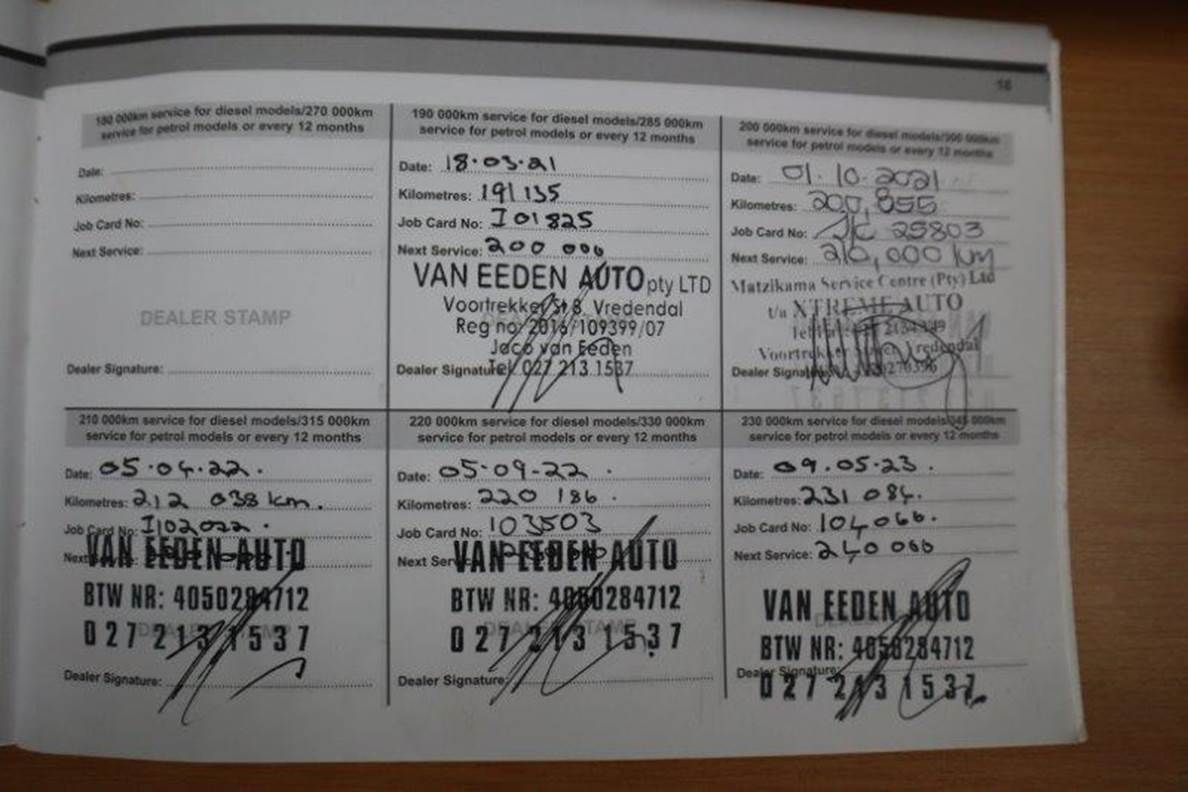 16
180 000km service for diesel models/270 000km
service for petrol models or every 12 months
Date:
Kilometres:
Job Card No:
Next Service:
DEALER STAMP
Dealer Signature:
190 000km service for diesel models/285 000km
service for petrol models or every 12 months
Date: 18.03.21
Kilometres: 191 135
Job Card No: I01825
Next Service: 200 000
VAN EEDEN AUTO pty LTD
Voortrekker St 8, Vredendal
Reg no: 2016/109399/07
Jaco van Eeden
Tel. 027 213 1537
Dealer Signature:
200 000km service for diesel models/300 000km
service for petrol models or every 12 months
Date: 01.10.2021
Kilometres: 200,855
Job Card No: J/C 25803
Next Service: 210,000 km
Matzikama Service Centre (Pty) Ltd
t/a XTREME AUTO
Voortrekker Vredendal
Dealer Signature:
210 000km service for diesel models/315 000km
service for petrol models or every 12 months
Date: 05.04.22.
Kilometres: 212 038 km.
Job Card No: I102022.
Next
VAN EEDEN AUTO
BTW NR: 4050284712
027 213 1537
Dealer Signature:
220 000km service for diesel models/330 000km
service for petrol models or every 12 months
Date: 05-09-22.
Kilometres: 220 186.
Job Card No: 103503
Next Service:
VAN EEDEN AUTO
BTW NR: 4050284712
027 213 1537
Dealer Signature:
230 000km service for diesel models/345 000km
service for petrol models or every 12 months
Date: 09.05.23.
Kilometres: 231 084.
Job Card No: 104066.
Next Service: 240 000
VAN EEDEN AUTO
BTW NR: 4050284712
Dealer Signature:
027 213 1537